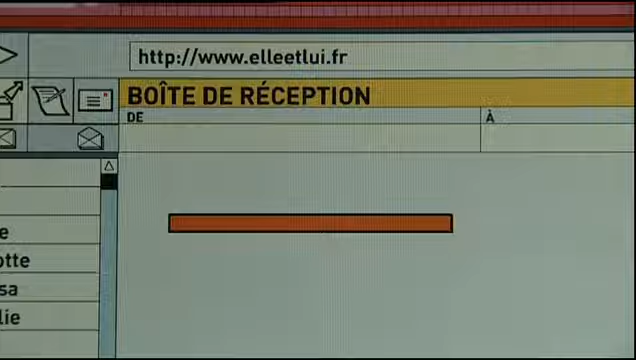 http://www.elleetlui.fr
BOÎTE DE RÉCEPTION
DE À
e
otte
sa
lie